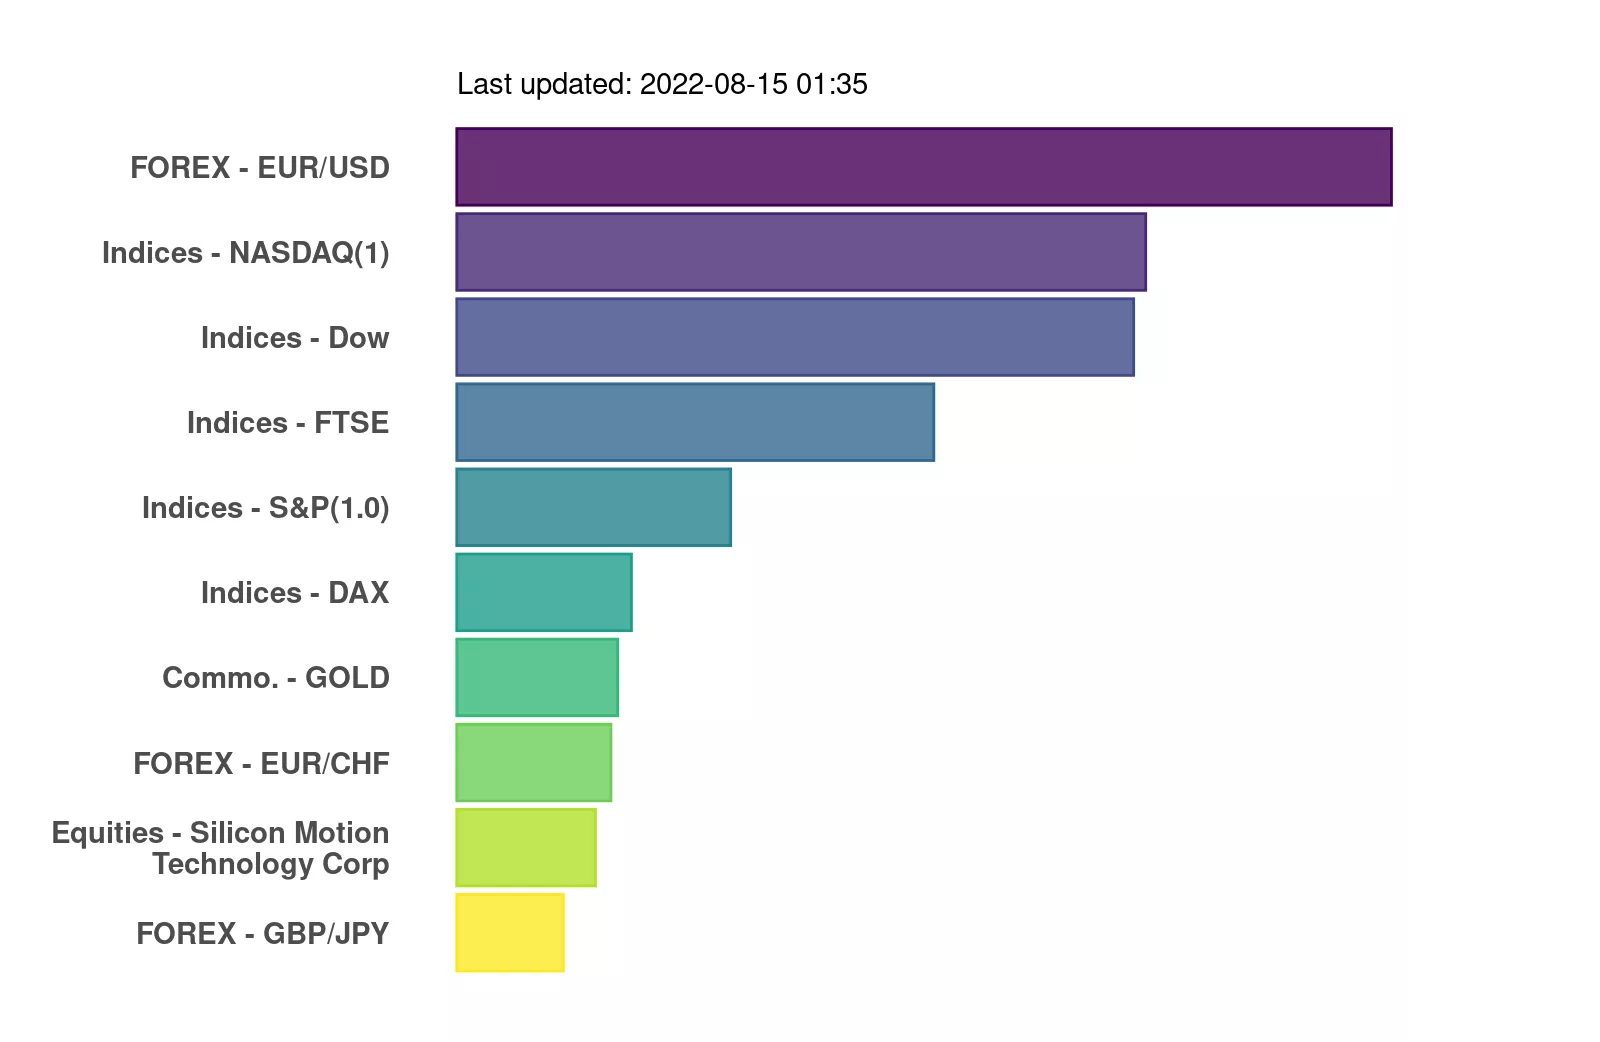 Last updated: 2022-08-15 01:35
FOREX - EUR/USD
Indices - NASDAQ(1)
Indices - Dow
Indices - FTSE
Indices - S&P(1.0)
Indices - DAX
Commo. - GOLD
FOREX - EUR/CHF
Equities - Silicon Motion
Technology Corp
FOREX - GBP/JPY